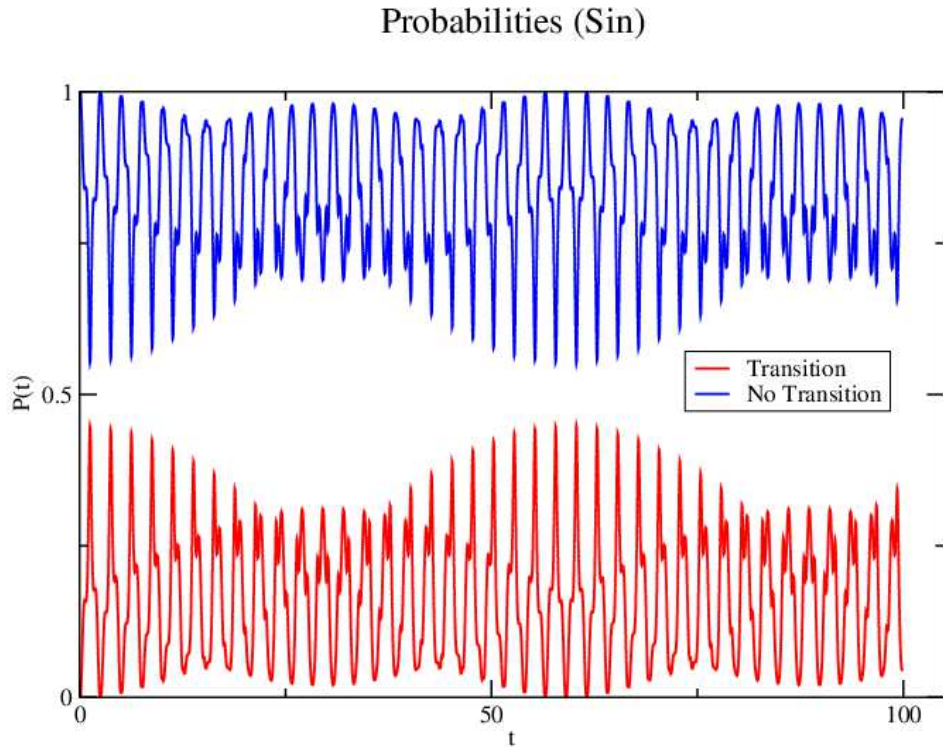 Probabilities (Sin)
1
0.5
0
P(t)
Transition
No Transition
0
50
100
t